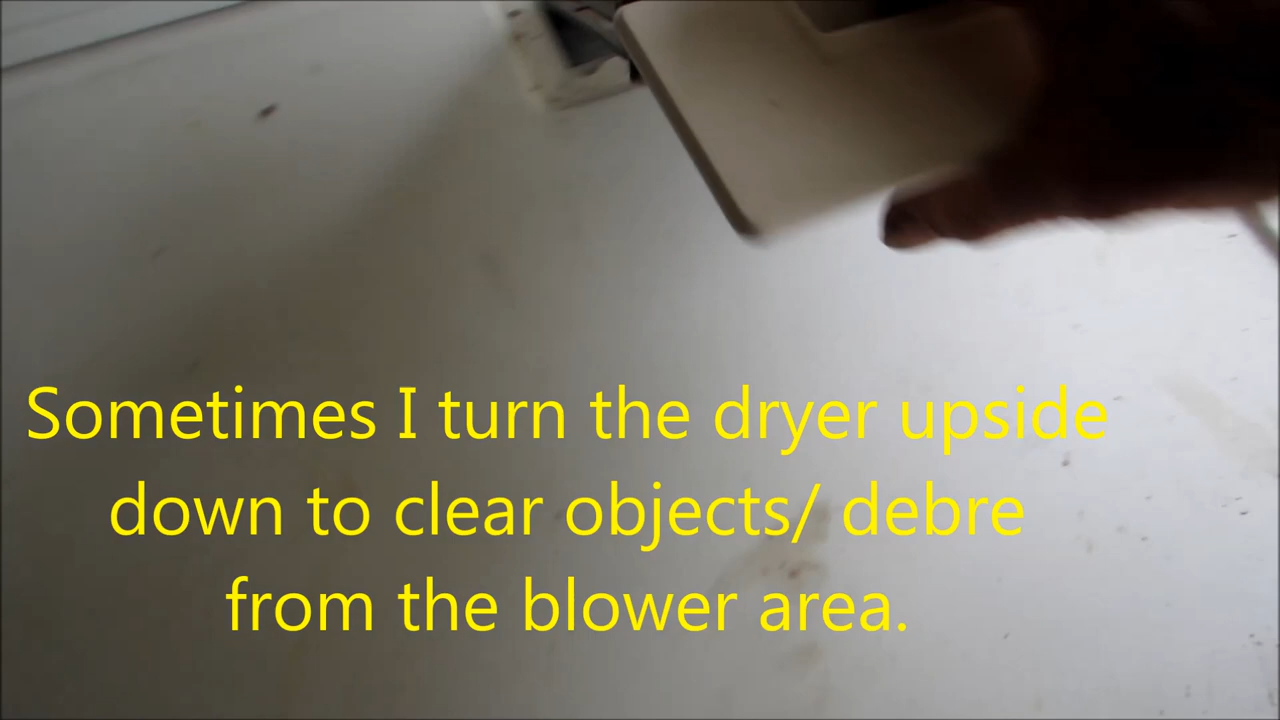 Sometimes I turn the dryer upside
down to clear objects/ debre
from the blower area.